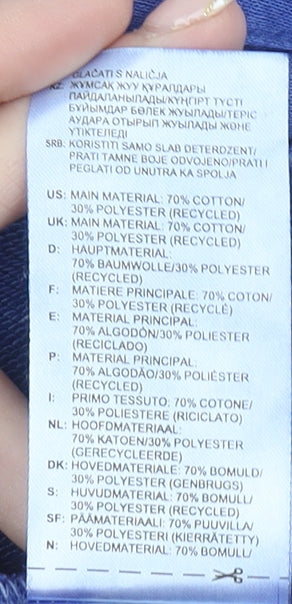 GLAČATI S NALIČJA
KZ: ЖҰМСАҚ ЖУУ ҚҰРАЛДАРЫ
ПАЙДАЛАНЫЛАДЫ/КҮҢГІРТ ТҮСТІ
БҰЙЫМДАР БӨЛЕК ЖУЫЛАДЫ/ТЕРІС
АУДАРА ОТЫРЫП ЖУЫЛАДЫ ЖӘНЕ
ҮТІКТЕЛЕДІ
SRB: KORISTITI SAMO SLAB DETERDZENT/
PRATI TAMNE BOJE ODVOJENO/PRATI I
PEGLATI OD UNUTRA KA SPOLJA
US: MAIN MATERIAL: 70% COTTON/
30% POLYESTER (RECYCLED)
UK: MAIN MATERIAL: 70% COTTON/
30% POLYESTER (RECYCLED)
D: HAUPTMATERIAL:
70% BAUMWOLLE/30% POLYESTER
(RECYCLED)
F: MATIERE PRINCIPALE: 70% COTON/
30% POLYESTER (RECYCLÉ)
E: MATERIAL PRINCIPAL:
70% ALGODÓN/30% POLIESTER
(RECICLADO)
P: MATERIAL PRINCIPAL:
70% ALGODÃO/30% POLIÉSTER
(RECYCLED)
I: PRIMO TESSUTO: 70% COTONE/
30% POLIESTERE (RICICLATO)
NL: HOOFDMATERIAAL:
70% KATOEN/30% POLYESTER
(GERECYCLEERDE)
DK: HOVEDMATERIALE: 70% BOMULD/
30% POLYESTER (GENBRUGS)
S: HUVUDMATERIAL: 70% BOMULL/
30% POLYESTER (RECYCLED)
SF: PÄÄMATERIAALI: 70% PUUVILLA/
30% POLYESTERI (KIERRÄTETTY)
N: HOVEDMATERIAL: 70% BOMULL/